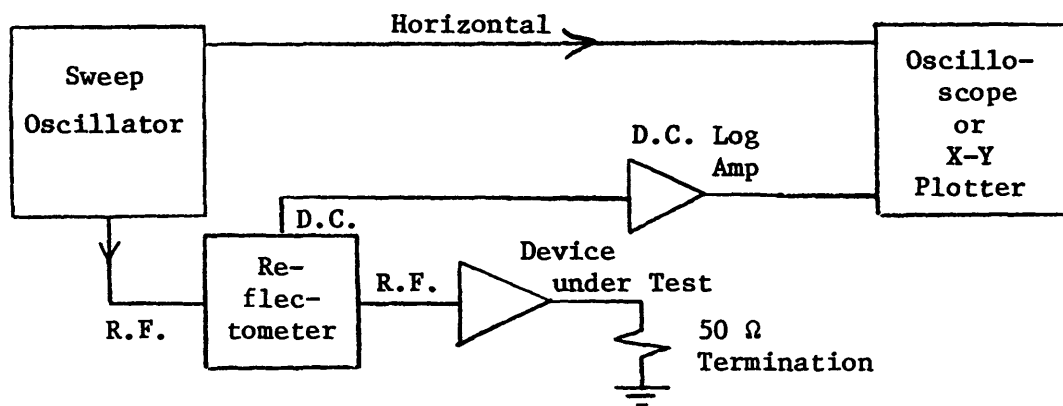 Horizontal
Sweep
Oscillator
Oscillo-
scope
or
X-Y
Plotter
D.C. Log
Amp
D.C.
Re-
flec-
tometer
R.F.
R.F.
Device
under Test
50 Ω
Termination